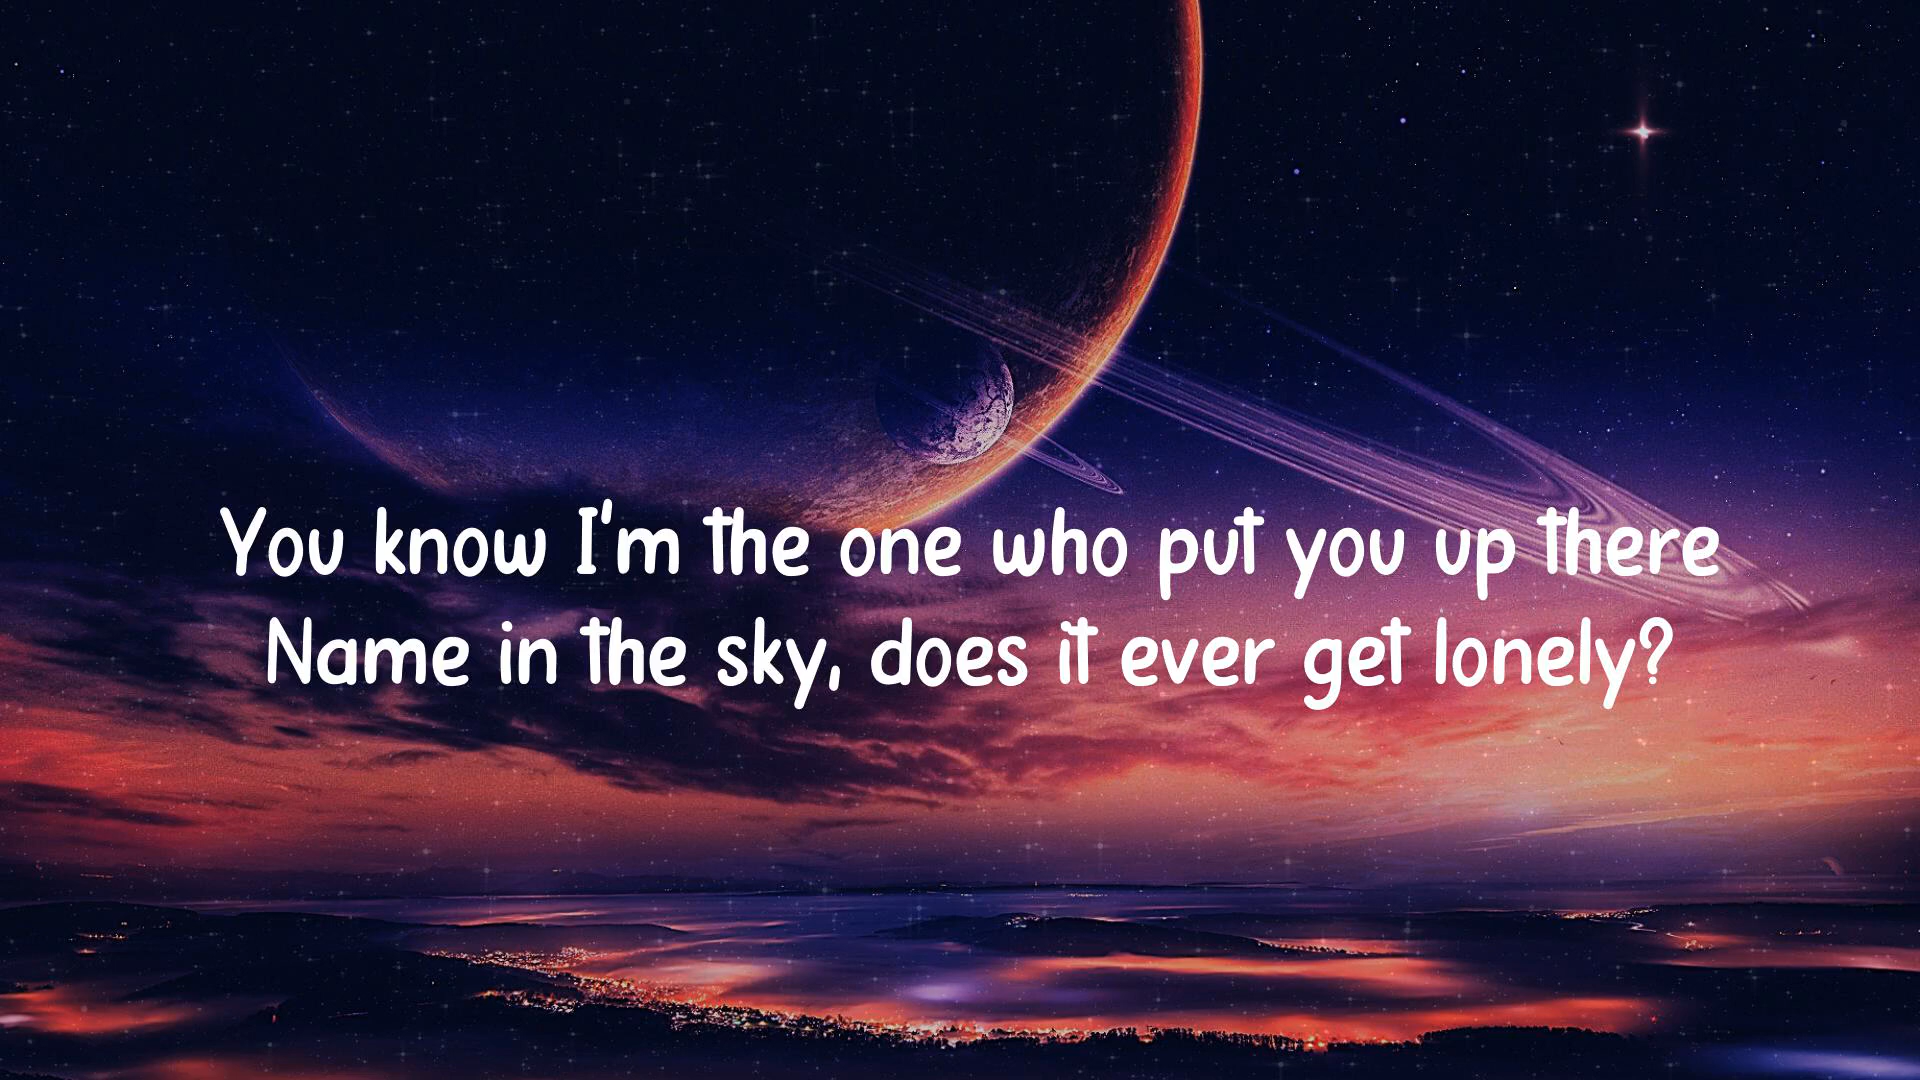 You know I'm the one who put you up there
Name in the sky, does it ever get lonely?